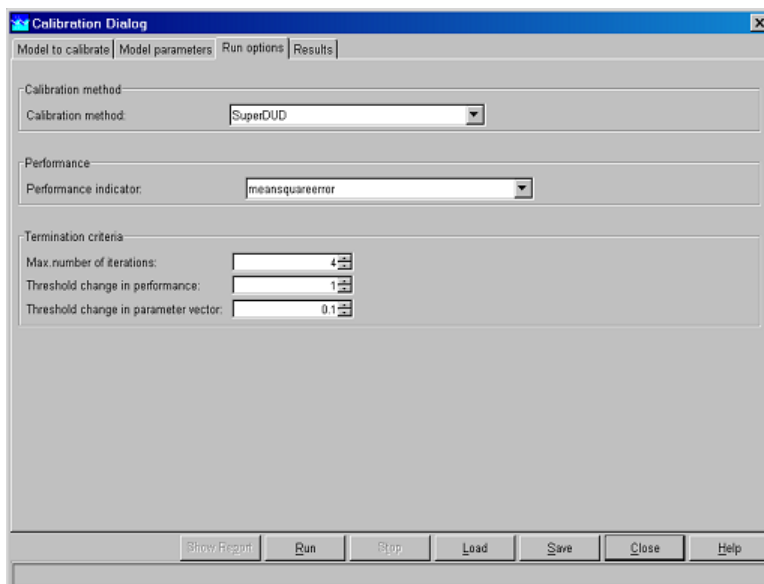 Calibration Dialog
Model to calibrate Model parameters Run options Results
Calibration method
Calibration method: SuperDUD
Performance
Performance indicator: meansquareerror
Termination criteria
Max.number of iterations: 4
Threshold change in performance: 1
Threshold change in parameter vector: 0.1
Show Report Run Stop Load Save Close Help